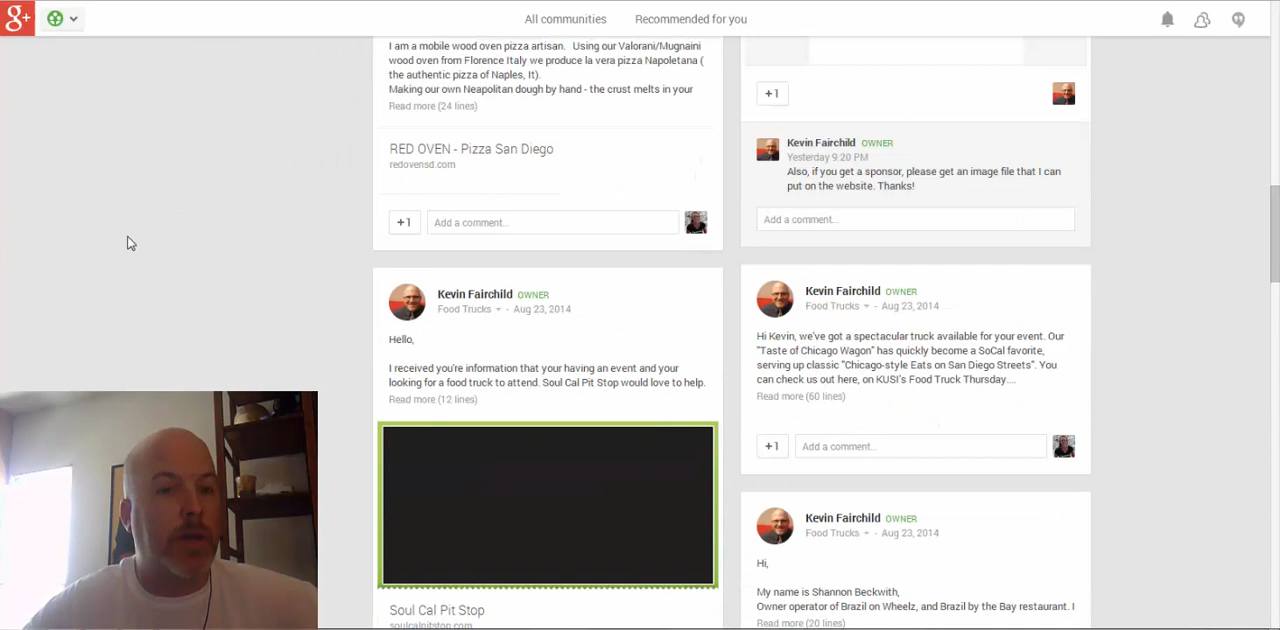 g+
All communities
Recommended for you
I am a mobile wood oven pizza artisan. Using our Valorani/Mugnaini
wood oven from Florence Italy we produce la vera pizza Napoletana (
the authentic pizza of Naples, It).
Making our own Neapolitan dough by hand - the crust melts in your
Read more (24 lines)
RED OVEN - Pizza San Diego
redovensd.com
+1
Add a comment...
Kevin Fairchild OWNER
Food Trucks - Aug 23, 2014
Hello,
I received you're information that your having an event and your
looking for a food truck to attend. Soul Cal Pit Stop would love to help.
Read more (12 lines)
Soul Cal Pit Stop
soulcalpitstop.com
+1
Kevin Fairchild OWNER
Yesterday 9:20 PM
Also, if you get a sponsor, please get an image file that I can
put on the website. Thanks!
Add a comment...
Kevin Fairchild OWNER
Food Trucks - Aug 23, 2014
Hi Kevin, we've got a spectacular truck available for your event. Our
"Taste of Chicago Wagon" has quickly become a SoCal favorite,
serving up classic "Chicago-style Eats on San Diego Streets". You
can check us out here, on KUSI's Food Truck Thursday....
Read more (60 lines)
+1
Add a comment...
Kevin Fairchild OWNER
Food Trucks - Aug 23, 2014
Hi,
My name is Shannon Beckwith,
Owner operator of Brazil on Wheelz, and Brazil by the Bay restaurant. I
Read more (20 lines)